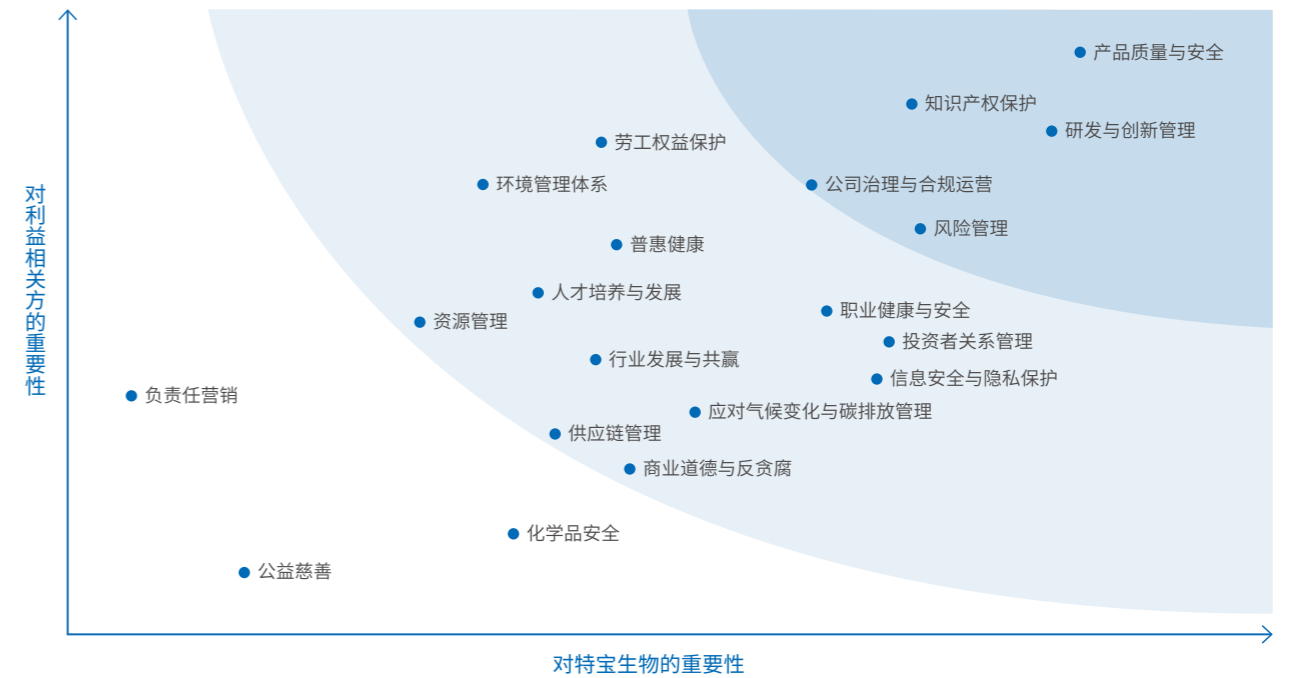 产品质量与安全
知识产权保护
研发与创新管理
劳工权益保护
环境管理体系
公司治理与合规运营
风险管理
普惠健康
人才培养与发展
职业健康与安全
资源管理
投资者关系管理
行业发展与共赢
信息安全与隐私保护
负责任营销
应对气候变化与碳排放管理
供应链管理
商业道德与反贪腐
化学品安全
公益慈善
对利益相关方的重要性
对特宝生物的重要性